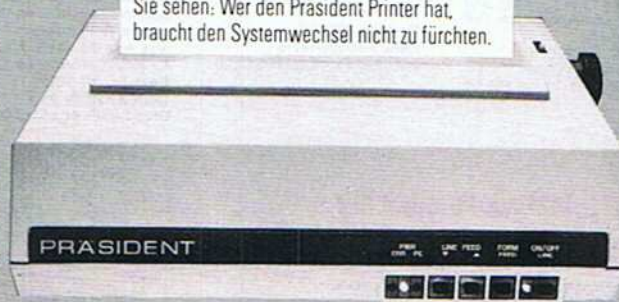 Sie sehen: Wer den Präsident Printer hat,
braucht den Systemwechsel nicht zu fürchten.
PRÄSIDENT
LINE FEED FORM FEED ON/OFF LINE